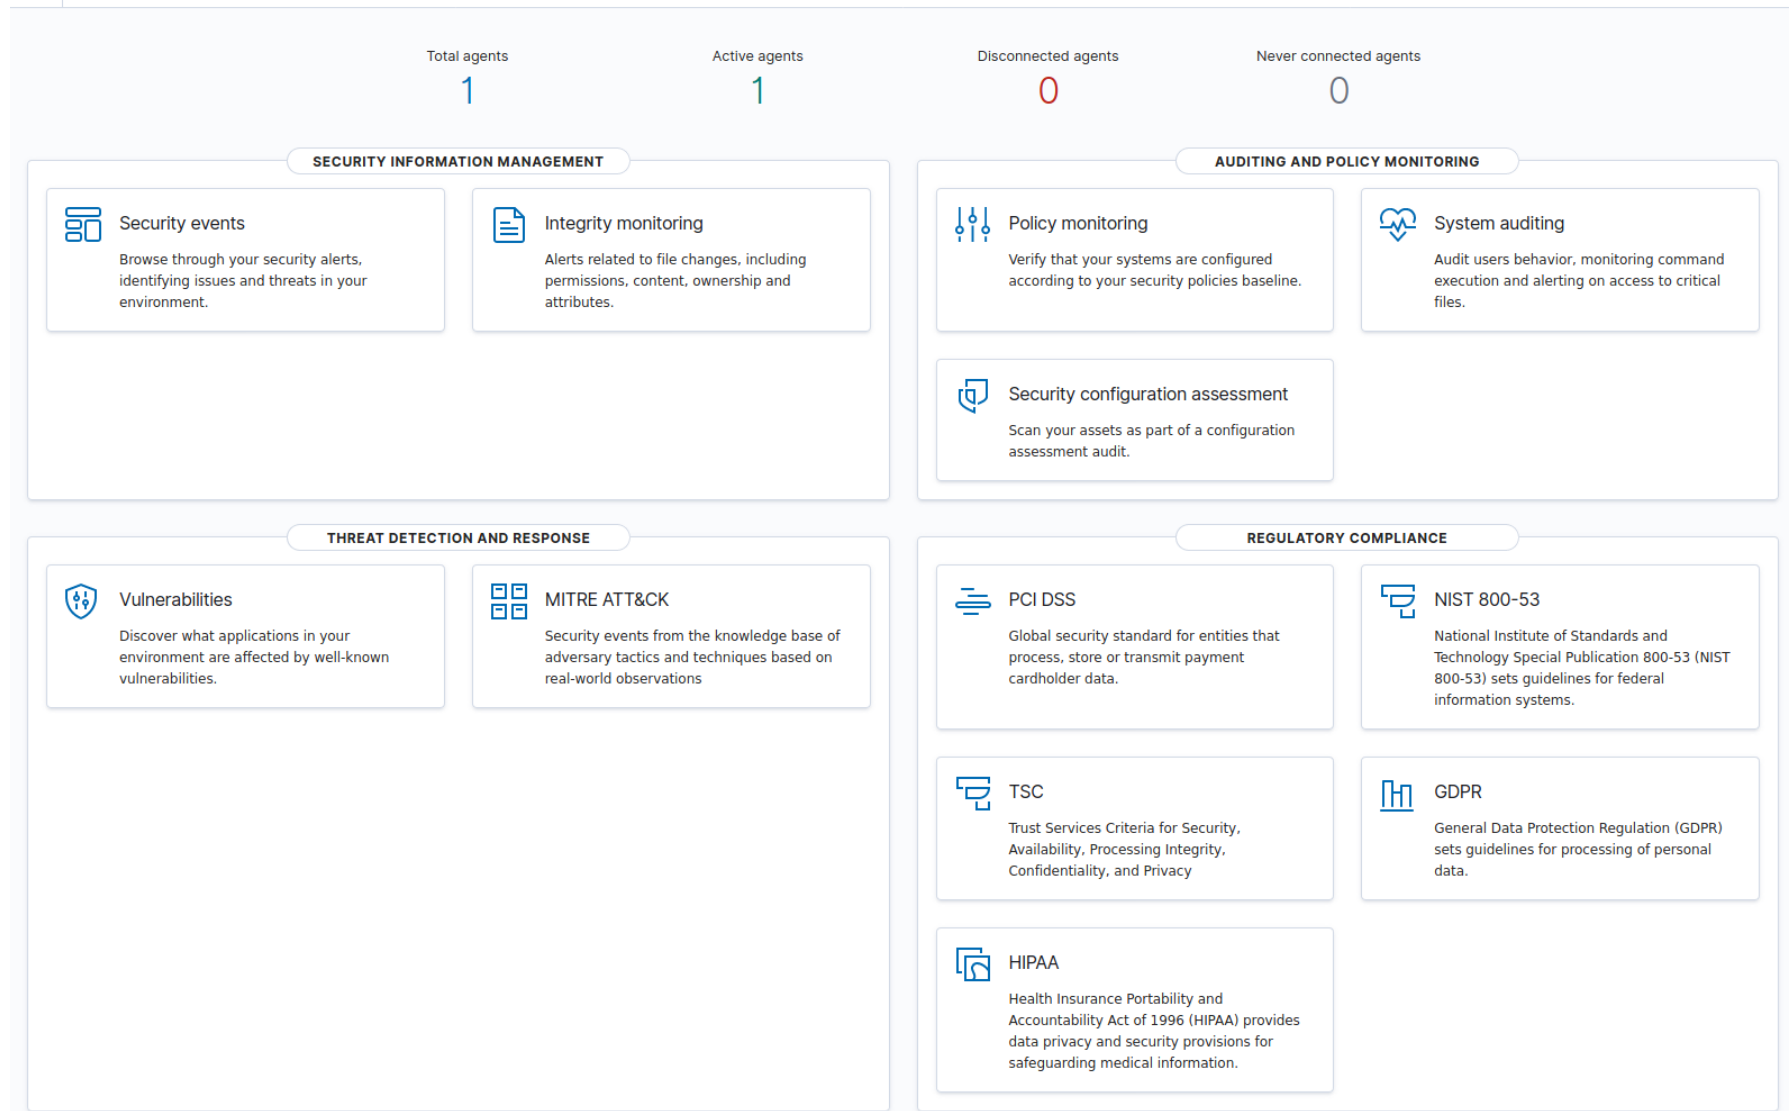 Total agents
1
Active agents
1
Disconnected agents
0
Never connected agents
0
SECURITY INFORMATION MANAGEMENT
Security events
Browse through your security alerts,
identifying issues and threats in your
environment.
Integrity monitoring
Alerts related to file changes, including
permissions, content, ownership and
attributes.
AUDITING AND POLICY MONITORING
Policy monitoring
Verify that your systems are configured
according to your security policies baseline.
System auditing
Audit users behavior, monitoring command
execution and alerting on access to critical
files.
Security configuration assessment
Scan your assets as part of a configuration
assessment audit.
THREAT DETECTION AND RESPONSE
Vulnerabilities
Discover what applications in your
environment are affected by well-known
vulnerabilities.
MITRE ATT&CK
Security events from the knowledge base of
adversary tactics and techniques based on
real-world observations
REGULATORY COMPLIANCE
PCI DSS
Global security standard for entities that
process, store or transmit payment
cardholder data.
NIST 800-53
National Institute of Standards and
Technology Special Publication 800-53 (NIST
800-53) sets guidelines for federal
information systems.
TSC
Trust Services Criteria for Security,
Availability, Processing Integrity,
Confidentiality, and Privacy
GDPR
General Data Protection Regulation (GDPR)
sets guidelines for processing of personal
data.
HIPAA
Health Insurance Portability and
Accountability Act of 1996 (HIPAA) provides
data privacy and security provisions for
safeguarding medical information.